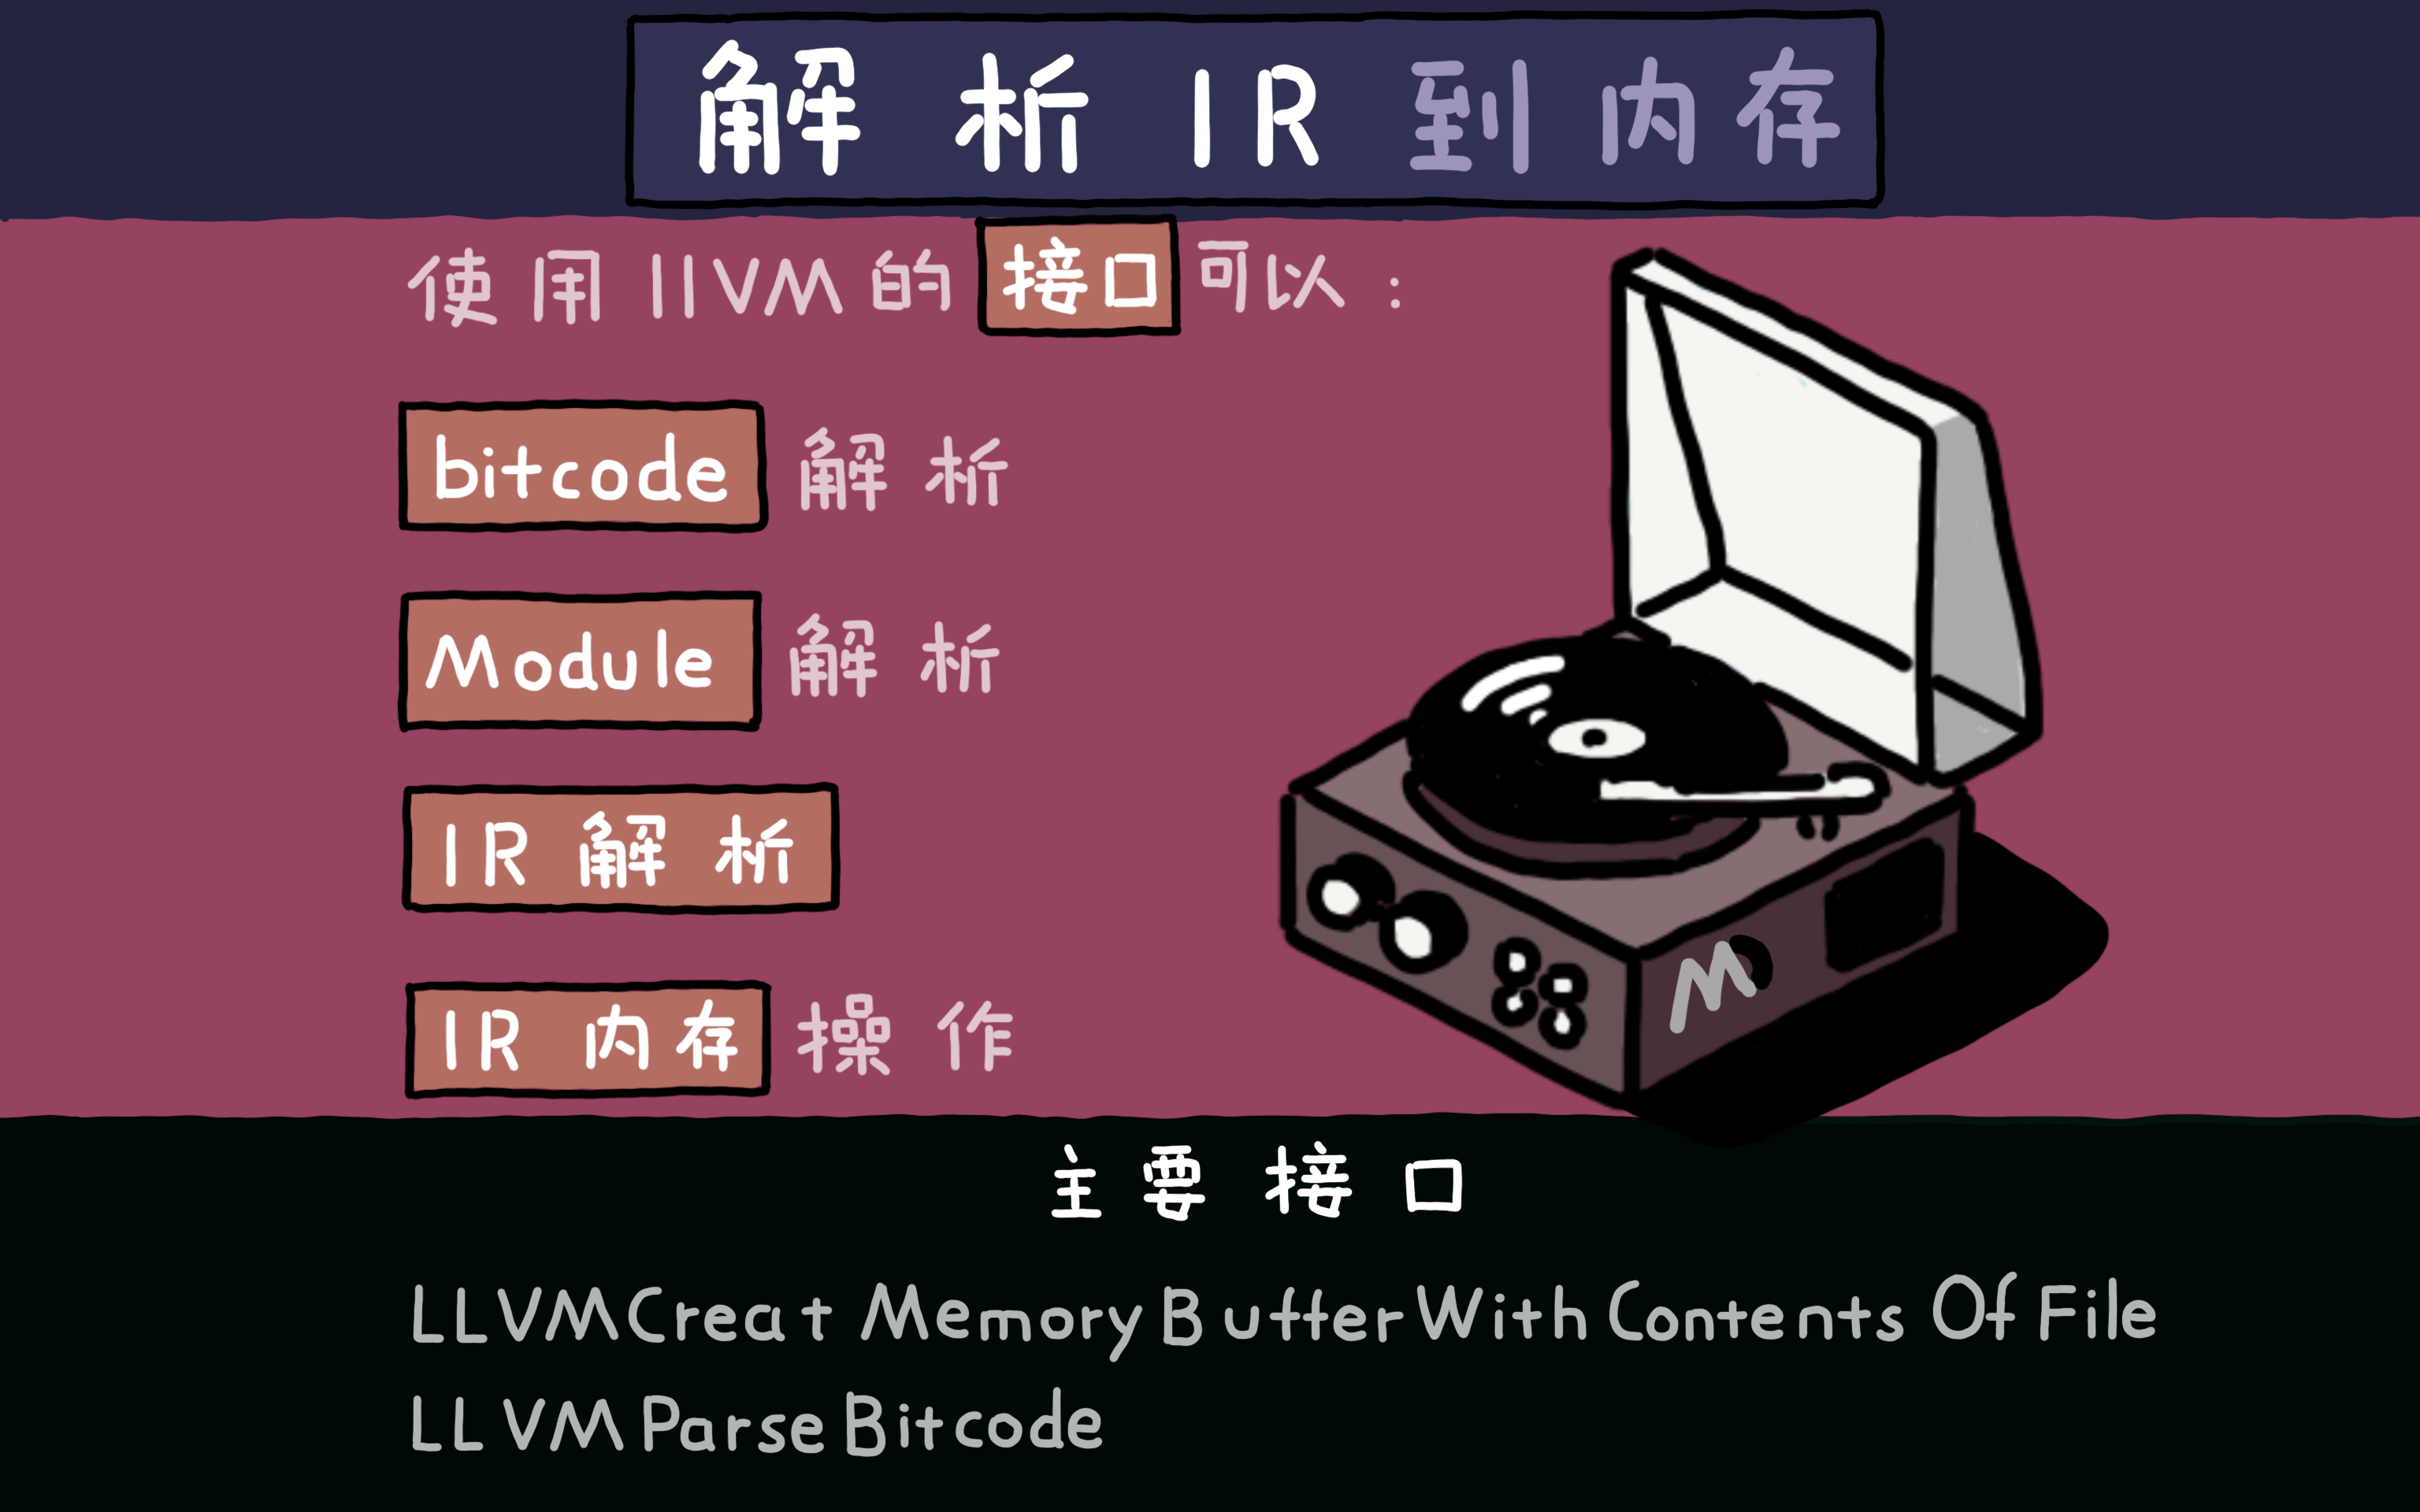 解析 IR 到内存
使用 llVM 的 接口 可以：
bitcode 解析
Module 解析
IR 解析
IR 内存 操作
M
主要接口
LLVMCreatMemoryBufferWithContentsOfFile
LLVMParseBitcode